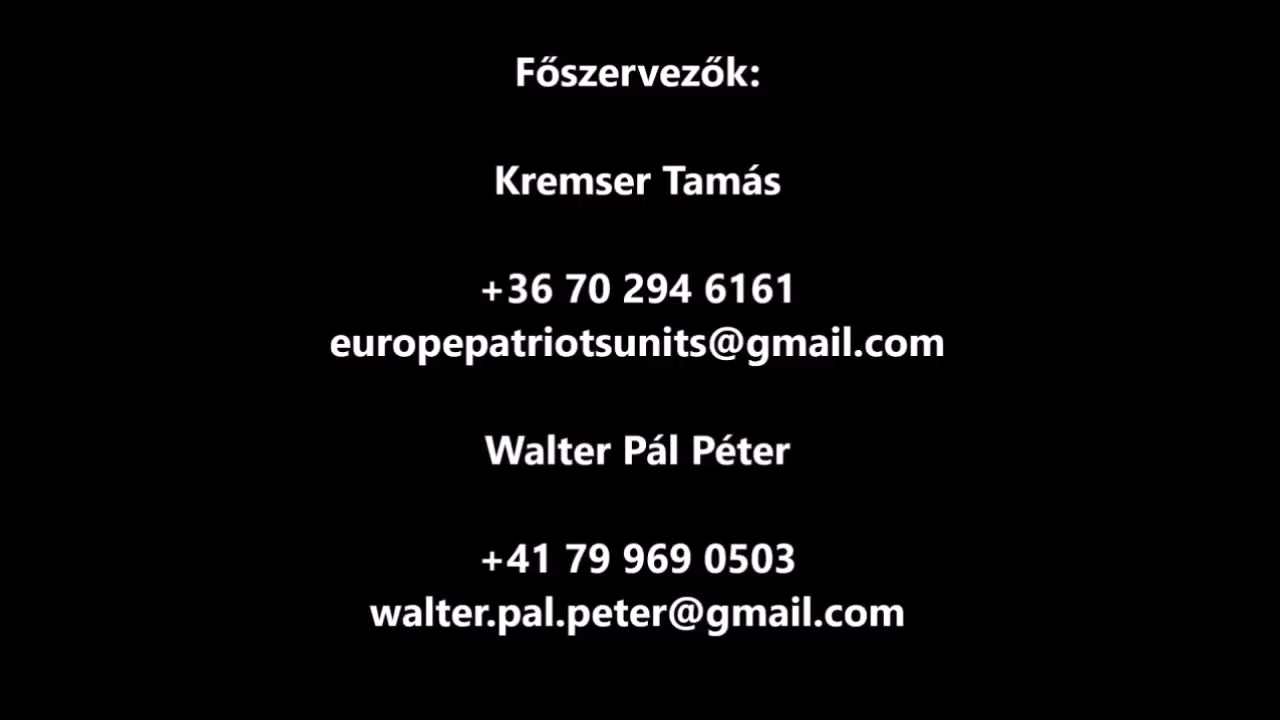 Főszervezők:
Kremser Tamás
+36 70 294 6161
europepatriotsunits@gmail.com
Walter Pál Péter
+41 79 969 0503
walter.pal.peter@gmail.com